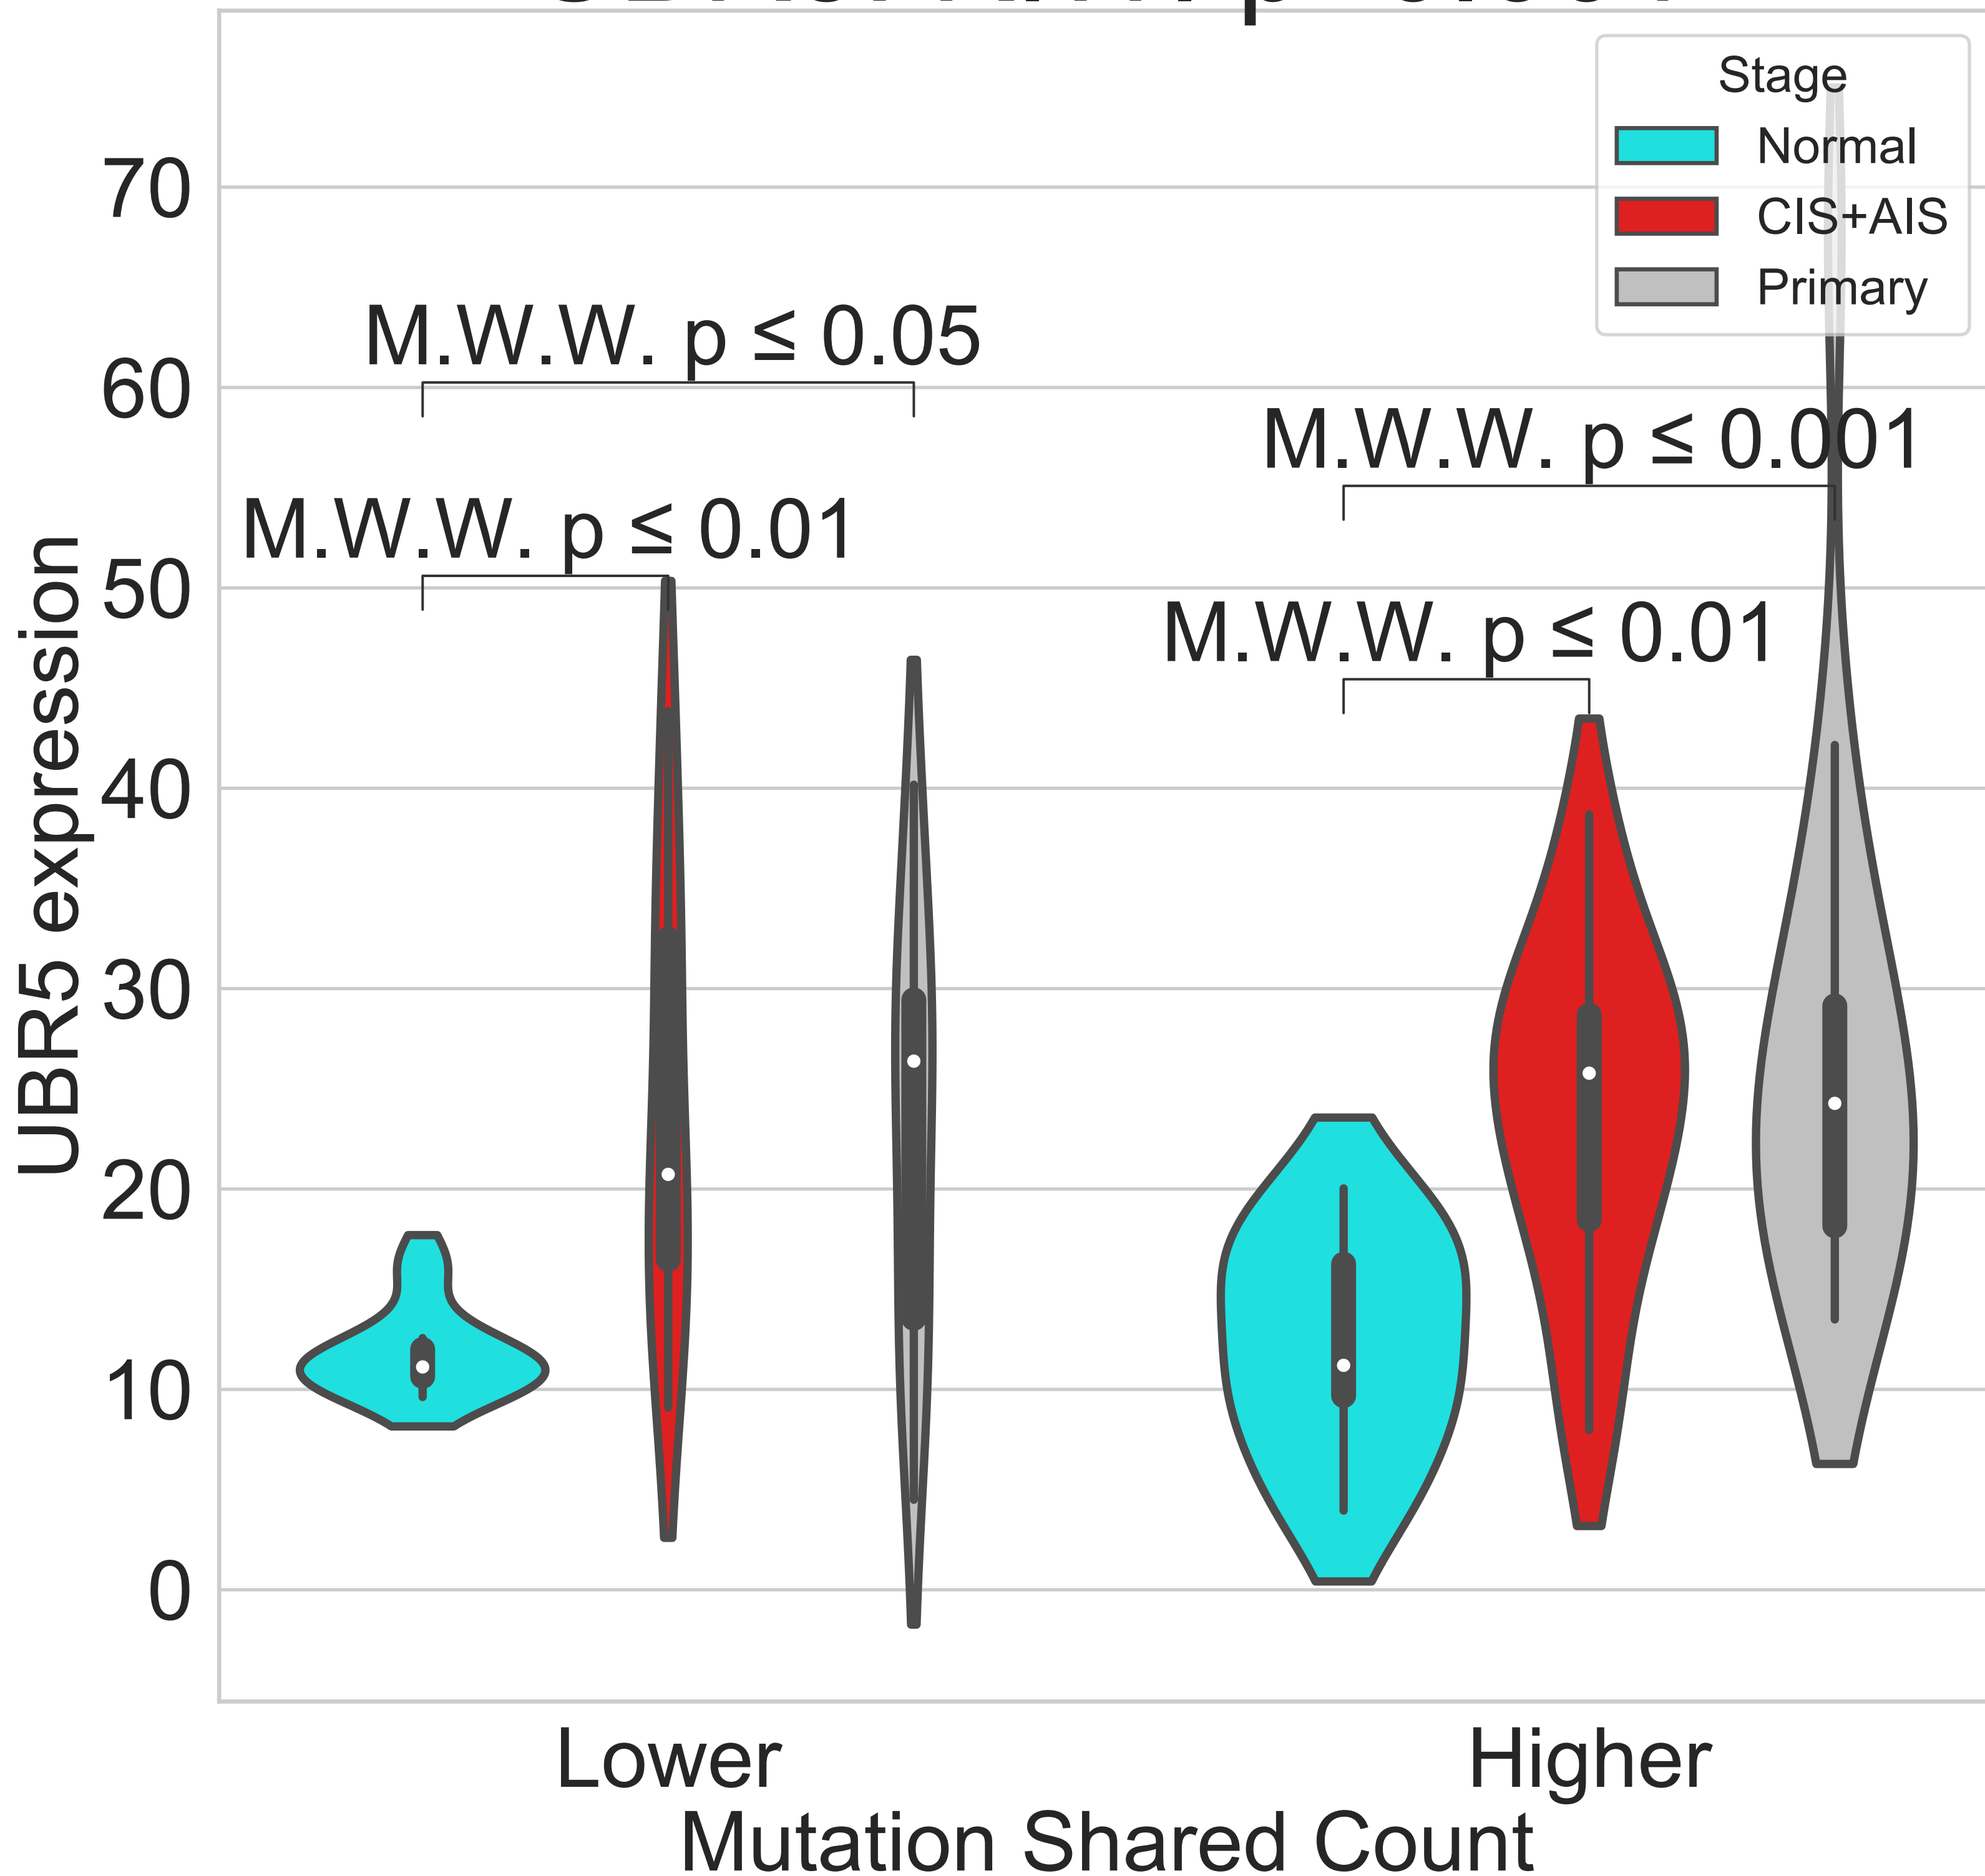 Stage
Normal
CIS+AIS
Primary
M.W.W. p ≤ 0.05
M.W.W. p ≤ 0.001
M.W.W. p ≤ 0.01
M.W.W. p ≤ 0.01
UBR5 expression
70
60
50
40
30
20
10
0
Lower
Higher
Mutation Shared Count